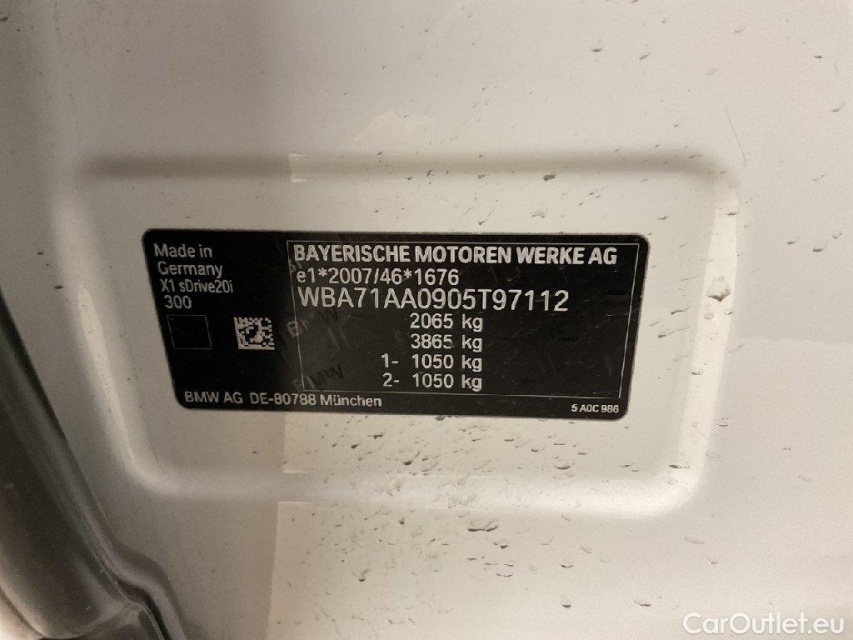 Made in
Germany
X1 sDrive20i
300
BAYERISCHE MOTOREN WERKE AG
e1*2007/46*1676
WBA71AA0905T97112
2065 kg
3865 kg
1- 1050 kg
2- 1050 kg
BMW AG DE-80788 München
5 A0C 986
CarOutlet.eu